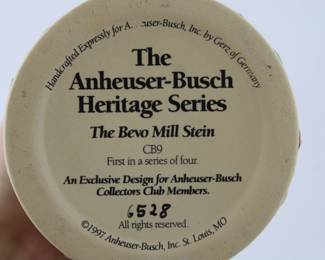 Handcrafted Expressly for A... user-Busch, Inc. by Gerz of Germany
The
Anheuser-Busch
Heritage Series
The Bevo Mill Stein
CB9
First in a series of four.
An Exclusive Design for Anheuser-Busch
Collectors Club Members.
6528
All rights reserved.
©1997 Anheuser-Busch, Inc. St. Louis, MO